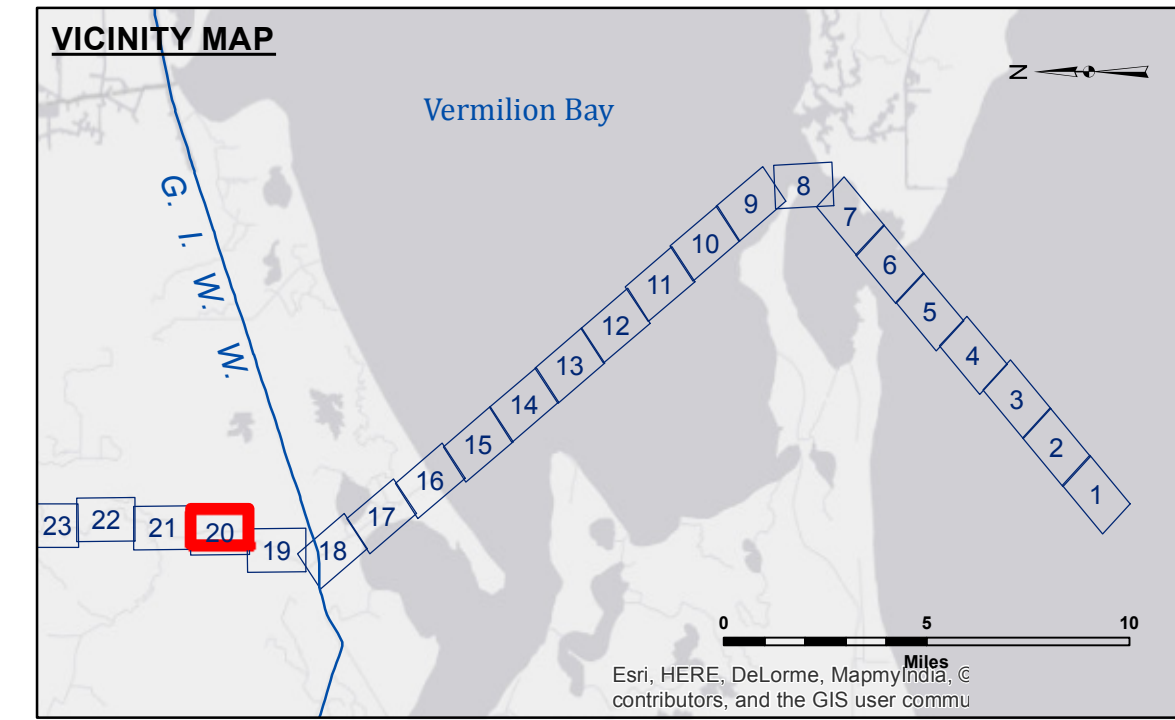 VICINITY MAP
N
Vermilion Bay
G. I. W. W.
8
9
7
10
6
11
5
12
4
13
3
14
2
15
16
1
17
23
22
21
20
19
18
0 5 10
Miles
Esri, HERE, DeLorme, MapmyIndia, ©
contributors, and the GIS user commu